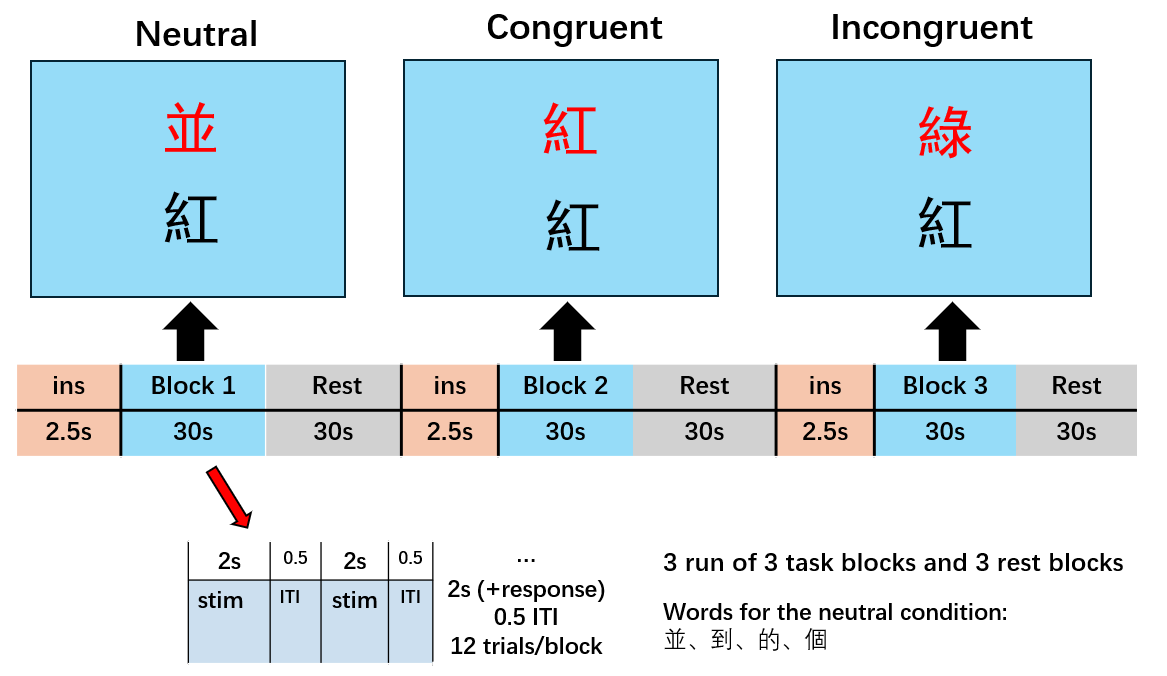 Neutral
Congruent
Incongruent
並
紅
紅
紅
綠
紅
ins Block 1 Rest ins Block 2 Rest ins Block 3 Rest
2.5s 30s 30s 2.5s 30s 30s 2.5s 30s 30s
2s 0.5 2s 0.5 ...
stim ITI stim ITI
2s (+response)
0.5 ITI
12 trials/block
3 run of 3 task blocks and 3 rest blocks
Words for the neutral condition:
並、到、的、個